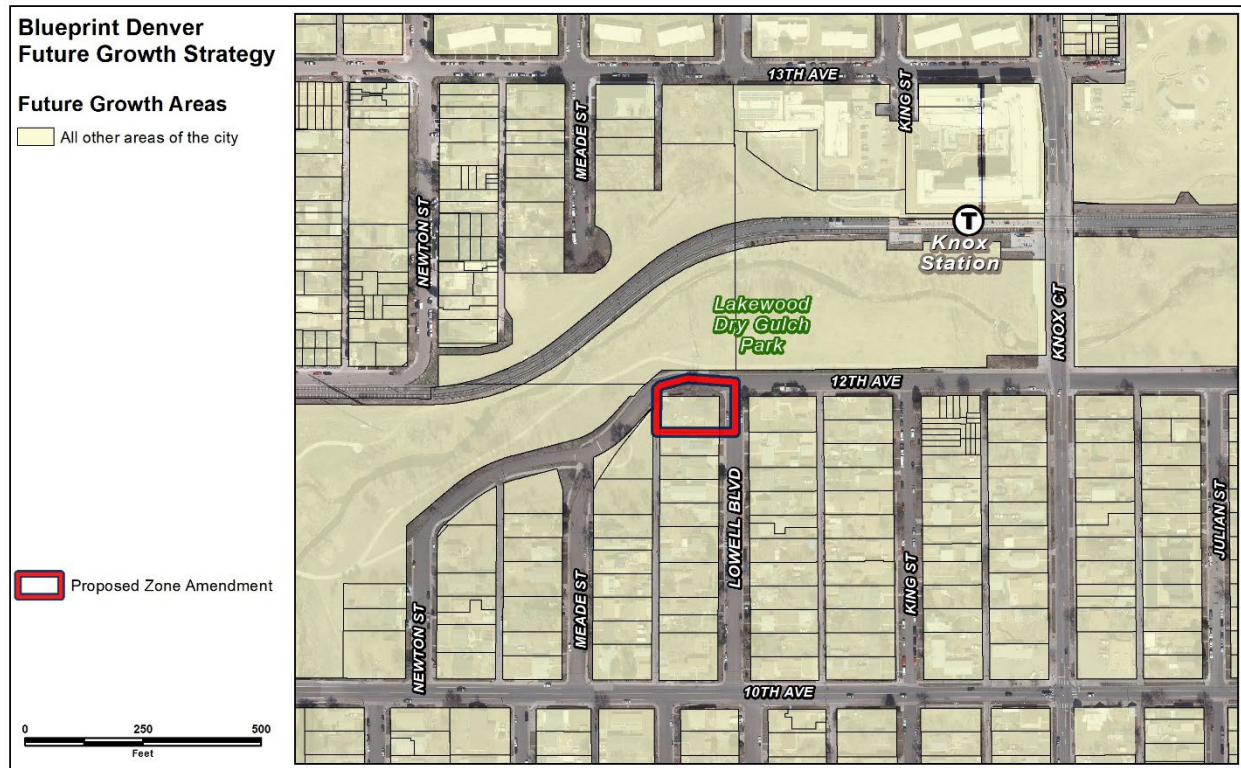 Blueprint Denver
Future Growth Strategy
Future Growth Areas
All other areas of the city
Proposed Zone Amendment
0 250 500
Feet
13TH AVE
KING ST
MEADE ST
NEWTON ST
T
Knox
Station
KNOX CT
Lakewood
Dry Gulch
Park
12TH AVE
LOWELL BLVD
JULIAN ST
KING ST
MEADE ST
NEWTON ST
10TH AVE